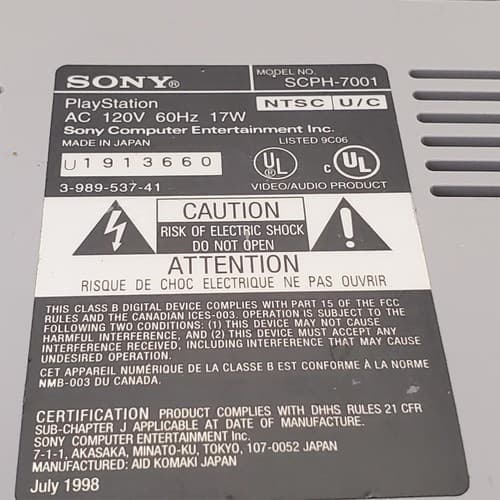 SONY®
MODEL NO. SCPH-7001
PlayStation
NTSC U/C
AC 120V 60Hz 17W
Sony Computer Entertainment Inc.
MADE IN JAPAN
LISTED 9C06
U1913660
UL
c UL
3-989-537-41
VIDEO/AUDIO PRODUCT
CAUTION
RISK OF ELECTRIC SHOCK
DO NOT OPEN
ATTENTION
RISQUE DE CHOC ELECTRIQUE NE PAS OUVRIR
THIS CLASS B DIGITAL DEVICE COMPLIES WITH PART 15 OF THE FCC
RULES AND THE CANADIAN ICES-003. OPERATION IS SUBJECT TO THE
FOLLOWING TWO CONDITIONS: (1) THIS DEVICE MAY NOT CAUSE
HARMFUL INTERFERENCE, AND (2) THIS DEVICE MUST ACCEPT ANY
INTERFERENCE RECEIVED, INCLUDING INTERFERENCE THAT MAY CAUSE
UNDESIRED OPERATION.
CET APPAREIL NUMÉRIQUE DE LA CLASSE B EST CONFORME À LA NORME
NMB-003 DU CANADA.
CERTIFICATION PRODUCT COMPLIES WITH DHHS RULES 21 CFR
SUB-CHAPTER J APPLICABLE AT DATE OF MANUFACTURE.
SONY COMPUTER ENTERTAINMENT Inc.
7-1-1, AKASAKA, MINATO-KU, TOKYO, 107-0052 JAPAN
MANUFACTURED: AID KOMAKI JAPAN
July 1998